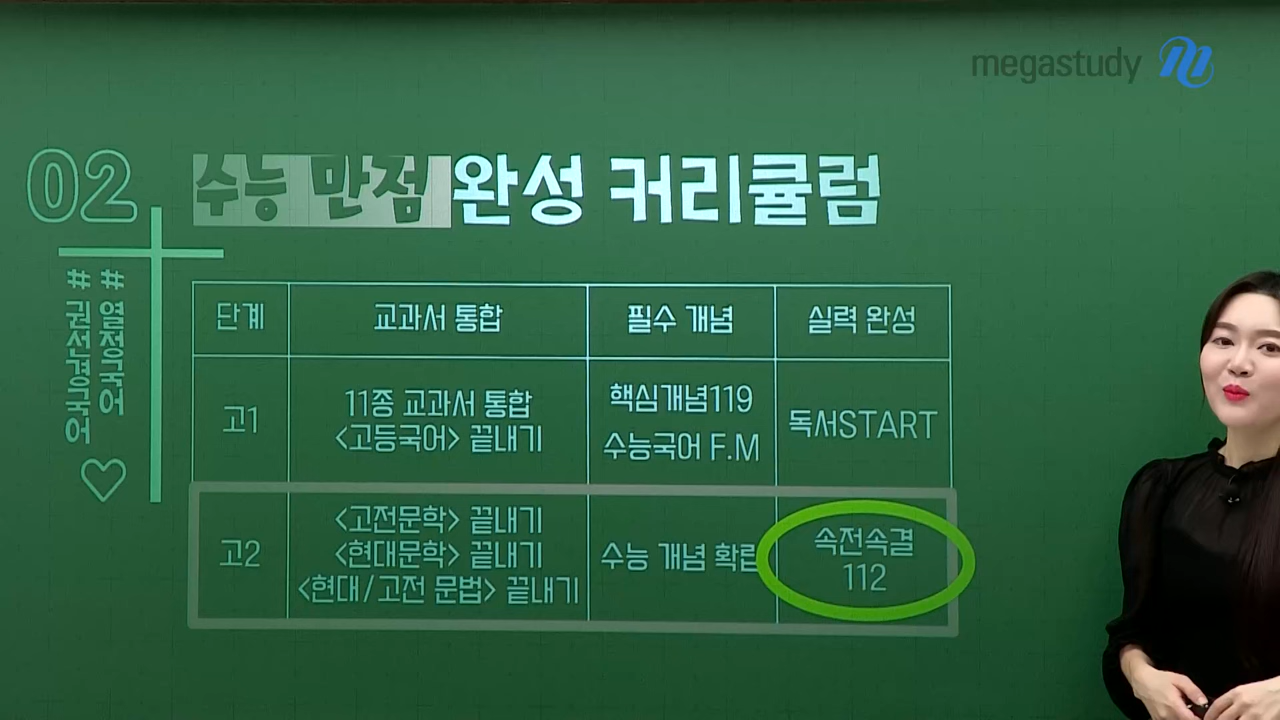 megastudy
02
수능 만점 완성 커리큘럼
#열정국어
#권선경국어
단계 교과서 통합 필수 개념 실력 완성
고1
11종 교과서 통합
<고등국어> 끝내기
핵심개념119
수능국어 F.M
독서START
고2
<고전문학> 끝내기
<현대문학> 끝내기
<현대/고전 문법> 끝내기
수능 개념 확립
속전속결
112